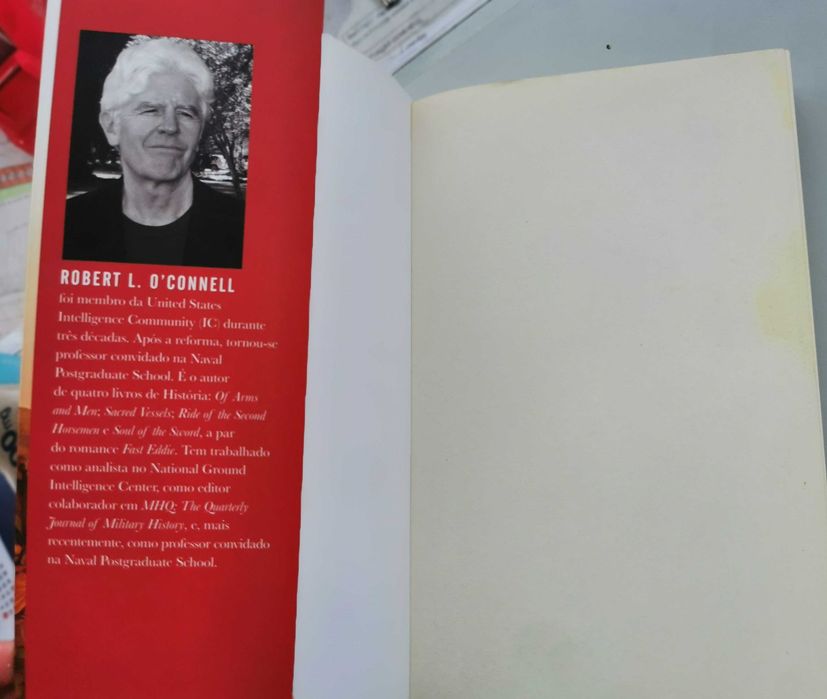 ROBERT L. O'CONNELL
foi membro da United States
Intelligence Community (IC) durante
três décadas. Após a reforma, tornou-se
professor convidado na Naval
Postgraduate School. É o autor
de quatro livros de História: Of Arms
and Men; Sacred Vessels; Ride of the Second
Horsemen e Soul of the Sword, a par
do romance Fast Eddie. Tem trabalhado
como analista no National Ground
Intelligence Center, como editor
colaborador em MHQ: The Quarterly
Journal of Military History, e, mais
recentemente, como professor convidado
na Naval Postgraduate School.